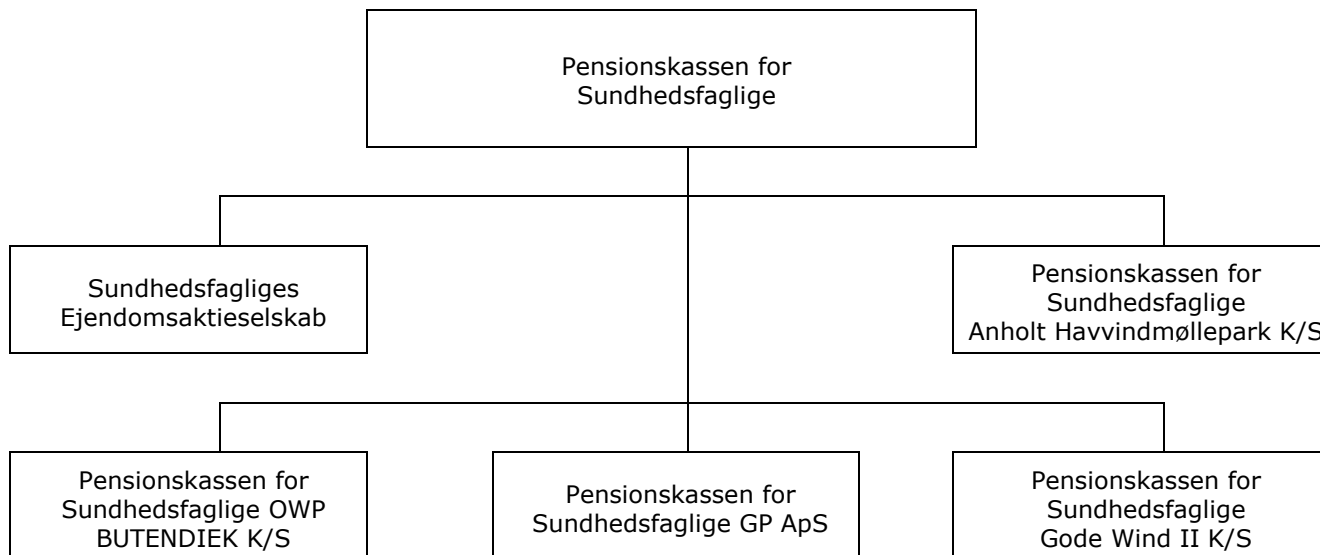 Pensionskassen for
Sundhedsfaglige
Sundhedsfagliges
Ejendomsaktieselskab
Pensionskassen for
Sundhedsfaglige
Anholt Havvindmøllepark K/S
Pensionskassen for
Sundhedsfaglige OWP
BUTENDIEK K/S
Pensionskassen for
Sundhedsfaglige GP ApS
Pensionskassen for
Sundhedsfaglige
Gode Wind II K/S